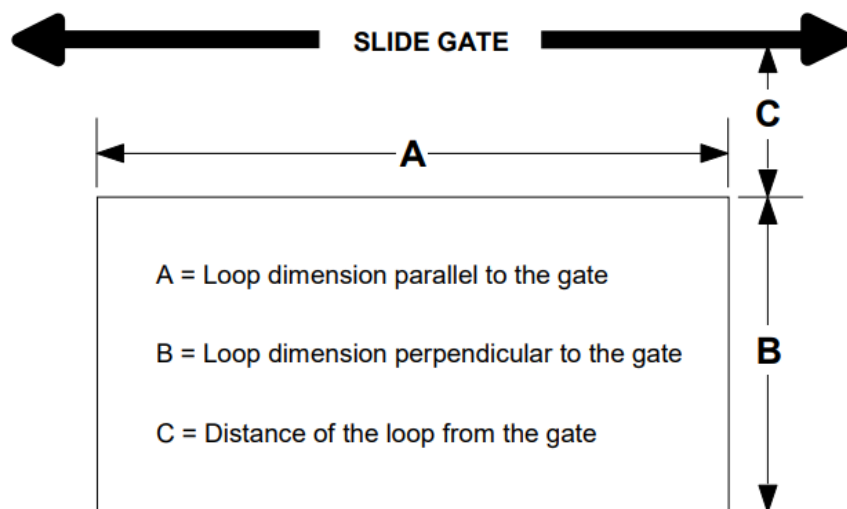 SLIDE GATE
C
A
A = Loop dimension parallel to the gate
B = Loop dimension perpendicular to the gate
B
C = Distance of the loop from the gate